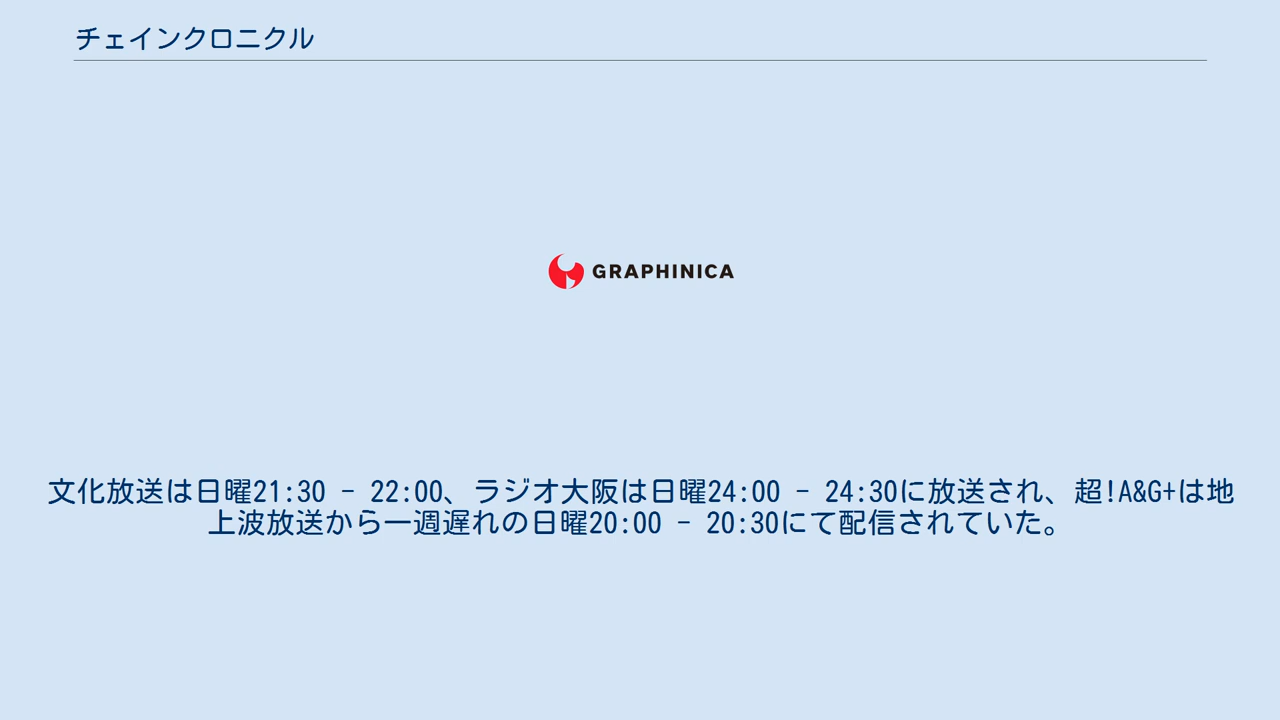 チェインクロニクル
GRAPHINICA
文化放送は日曜21:30 - 22:00、ラジオ大阪は日曜24:00 - 24:30に放送され、超!A&G+は地
上波放送から一週遅れの日曜20:00 - 20:30にて配信されていた。